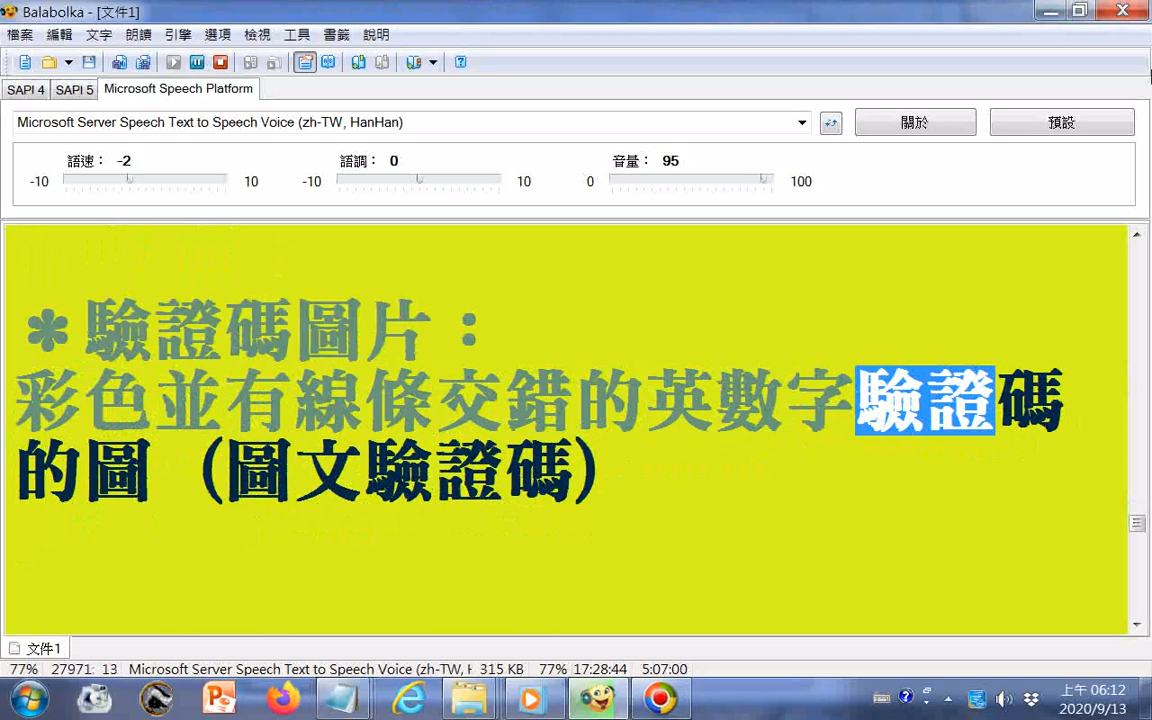 Balabolka - [文件1]
檔案 編輯 文字 朗讀 引擎 選項 檢視 工具 書籤 說明
SAPI 4 SAPI 5 Microsoft Speech Platform
Microsoft Server Speech Text to Speech Voice (zh-TW, HanHan) 關於 預設
語速： -2 語調： 0 音量： 95
-10 10 -10 10 0 100
＊驗證碼圖片：
彩色並有線條交錯的英數字驗證碼
的圖（圖文驗證碼）
文件1
77% 27971: 13 Microsoft Server Speech Text to Speech Voice (zh-TW, H 315 KB 77% 17:28:44 5:07:00
上午 06:12
2020/9/13